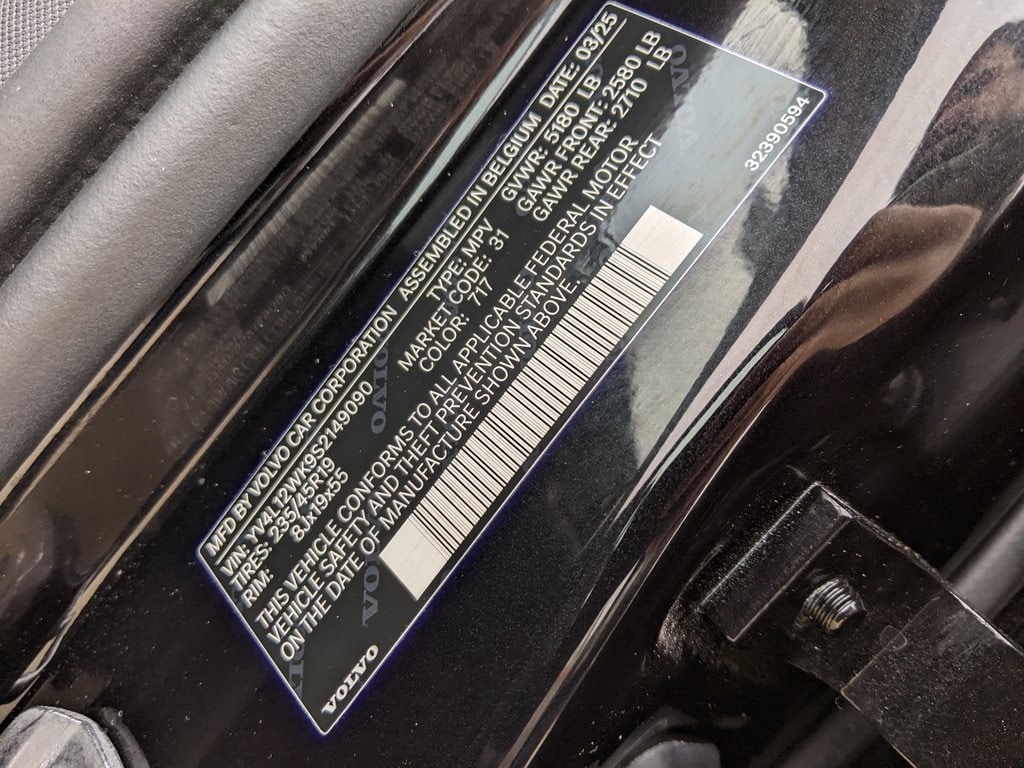 MFD BY VOLVO CAR CORPORATION ASSEMBLED IN BELGIUM DATE: 03/25
VIN: YV4L12WK9S2149090 TYPE: MPV GVWR: 5180 LB
TIRES: 235/45R19 MARKET CODE: 31 GAWR FRONT: 2580 LB
RIM: 8Jx19x55 COLOR: 717 GAWR REAR: 2710 LB
THIS VEHICLE CONFORMS TO ALL APPLICABLE FEDERAL MOTOR
VEHICLE SAFETY AND THEFT PREVENTION STANDARDS IN EFFECT
ON THE DATE OF MANUFACTURE SHOWN ABOVE.
VOLVO
32390594